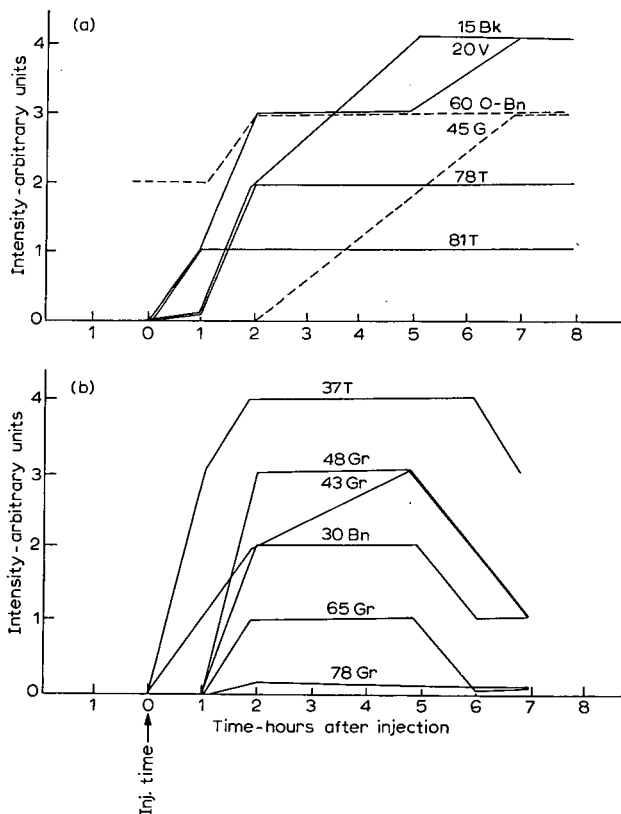 (a)
Intensity-arbitrary units
4
3
2
1
0
15 Bk
20 V
60 O-Bn
45 G
78 T
81 T
1 0 1 2 3 4 5 6 7 8
(b)
Intensity-arbitrary units
4
3
2
1
0
37 T
48 Gr
43 Gr
30 Bn
65 Gr
78 Gr
1 0 1 2 3 4 5 6 7 8
Time-hours after injection
Inj. time